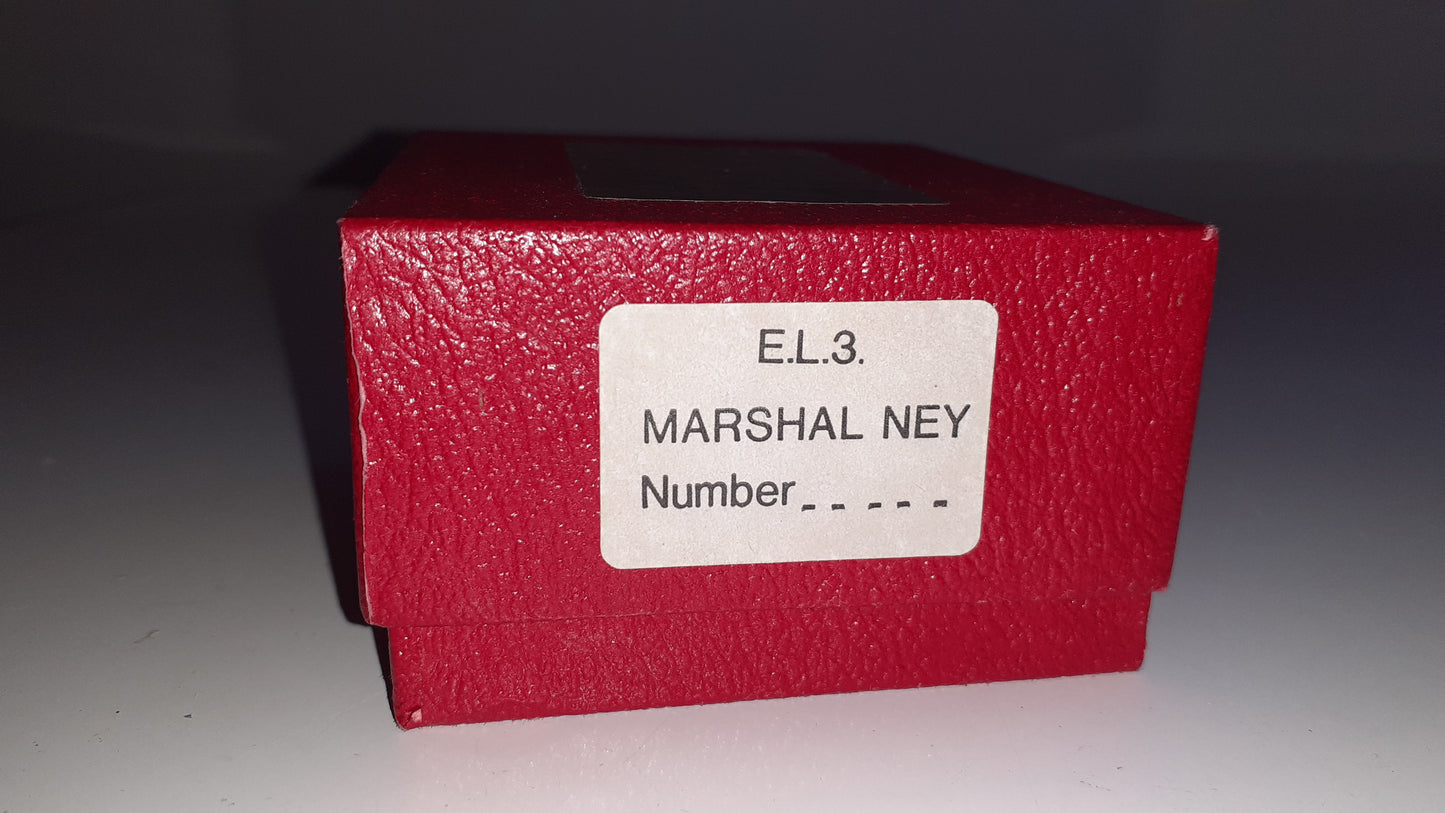 E.L.3.
MARSHAL NEY
Number_ _ _ _ _